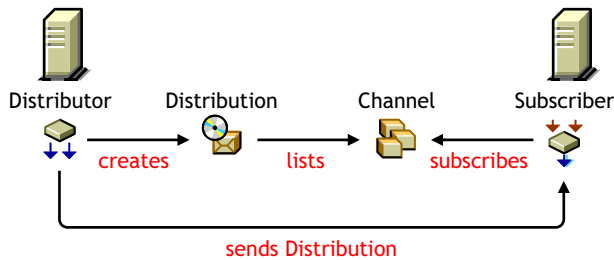 Distributor
Distribution
Channel
Subscriber
creates
lists
subscribes
sends Distribution